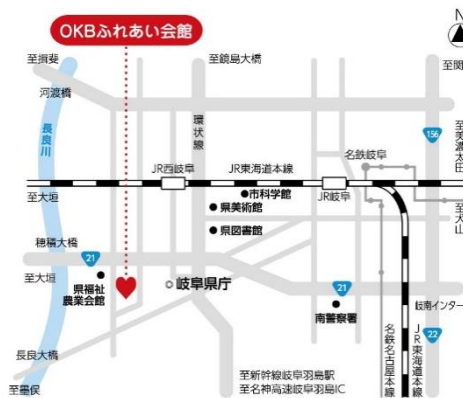 OKBふれあい会館
N
至揖斐
至鏡島大橋
至関
河渡橋
長良川
環状線
156
至美濃太田
名鉄岐阜
JR西岐阜
JR東海道本線
市科学館
JR岐阜
至大垣
県美術館
至犬山
県図書館
穂積大橋
21
至大垣
県福祉
農業会館
岐阜県庁
21
南警察署
岐南インター
22
長良大橋
名鉄名古屋本線
JR東海道本線
至墨俣
至新幹線岐阜羽島駅
至名神高速岐阜羽島IC